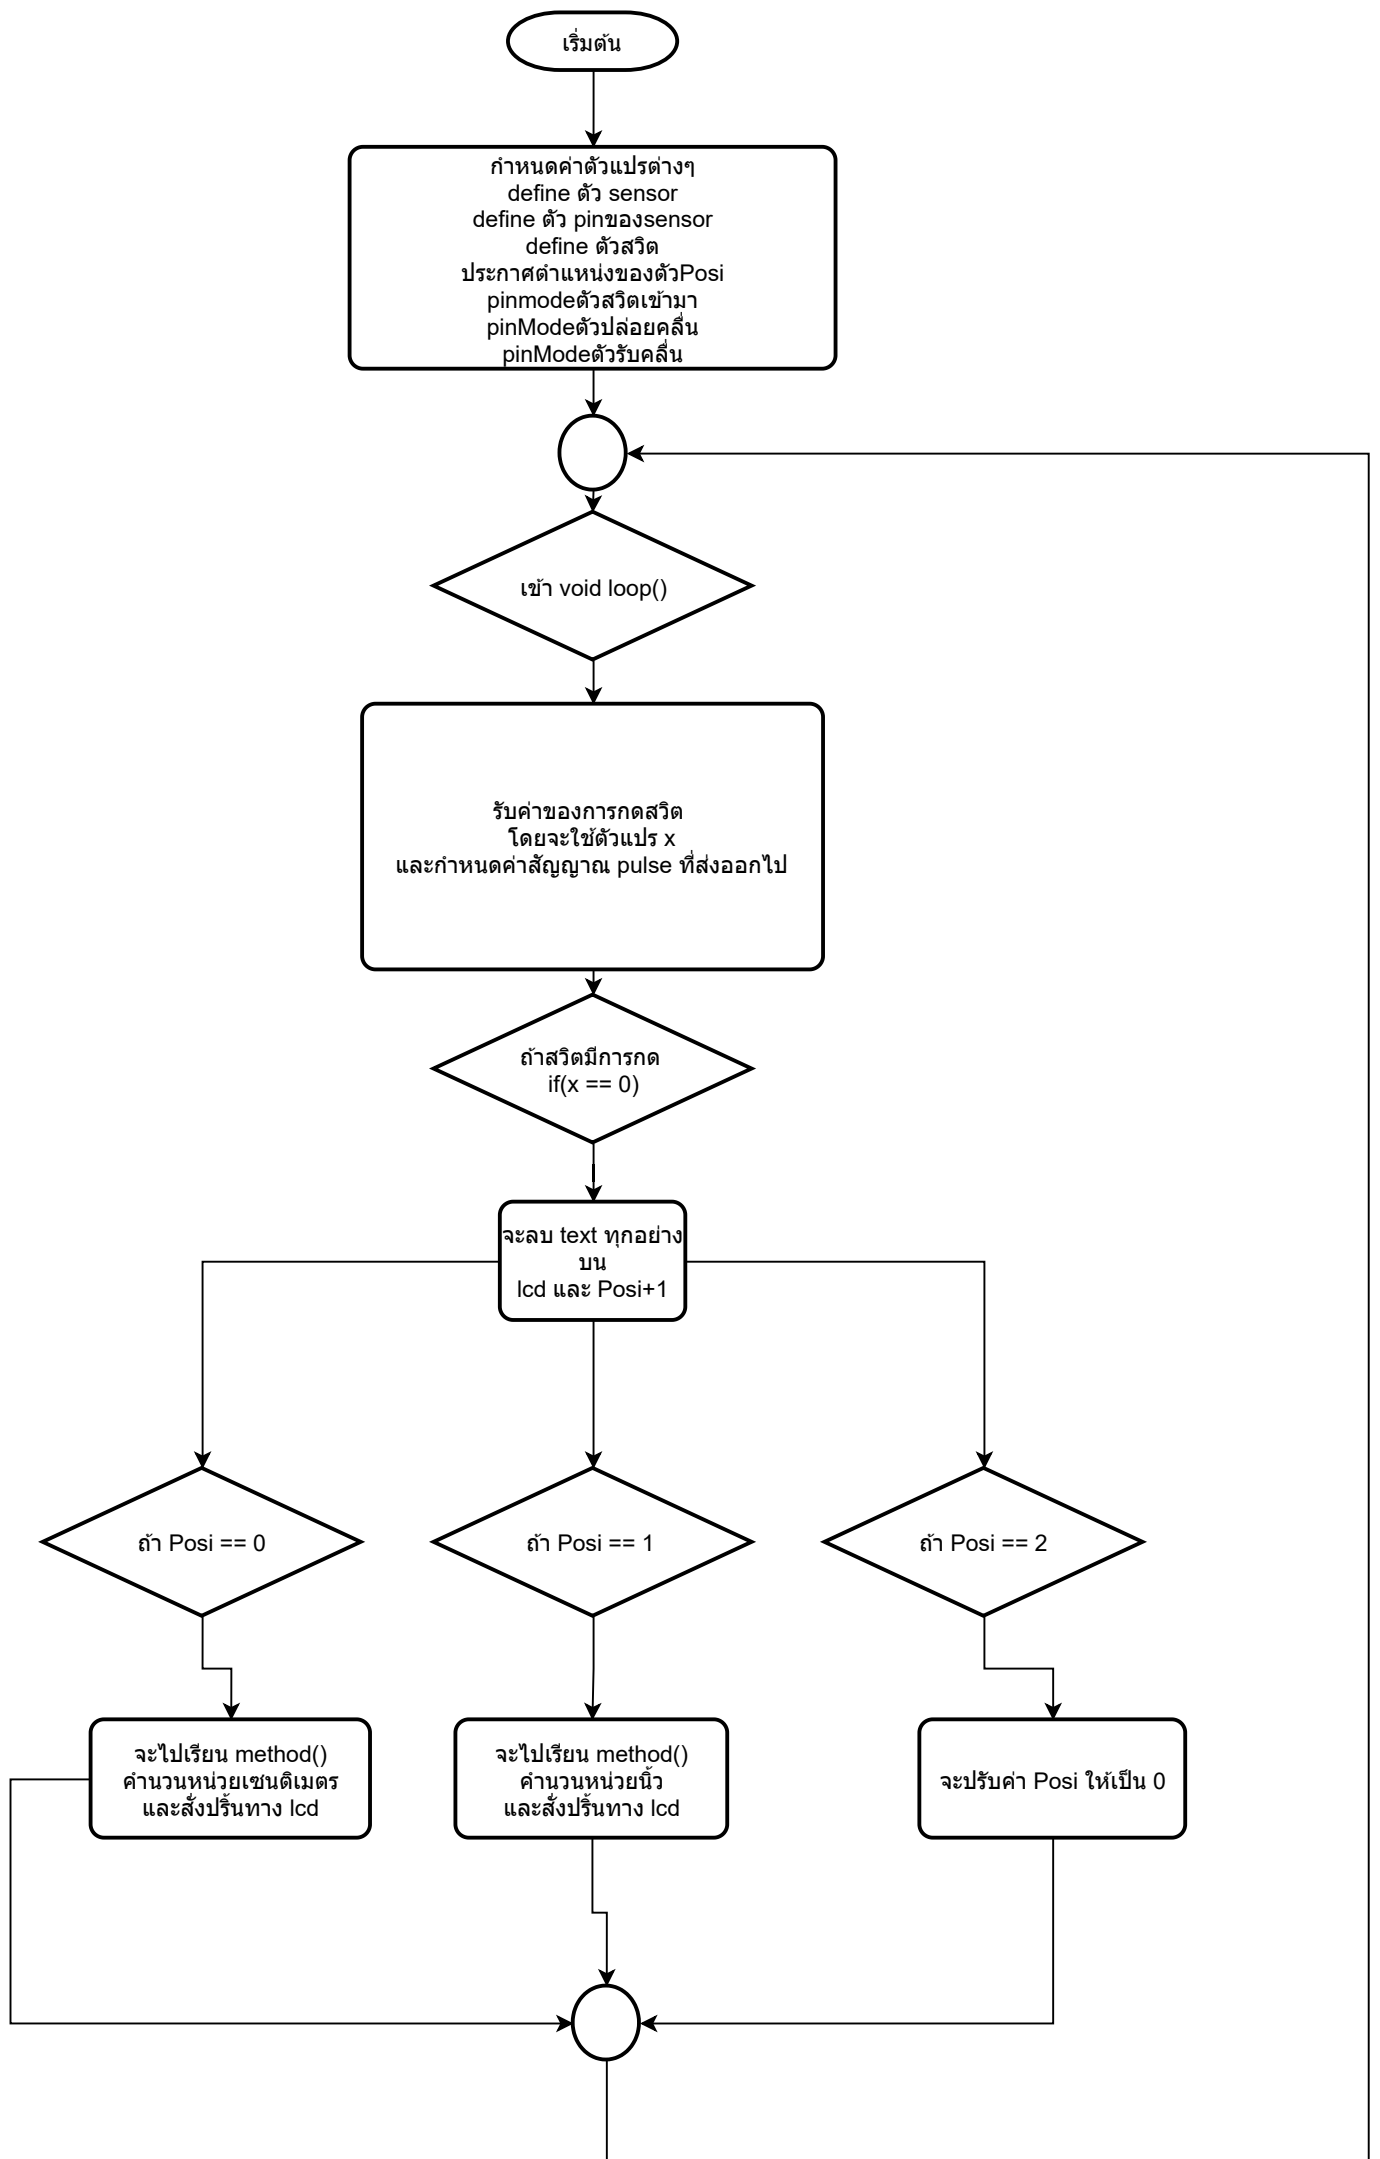 เริ่มต้น
กำหนดค่าตัวแปรต่างๆ
define ตัว sensor
define ตัว pinของsensor
define ตัวสวิต
ประกาศตำแหน่งของตัวPosi
pinmodeตัวสวิตเข้ามา
pinModeตัวปล่อยคลื่น
pinModeตัวรับคลื่น
เข้า void loop()
รับค่าของการกดสวิต
โดยจะใช้ตัวแปร x
และกำหนดค่าสัญญาณ pulse ที่ส่งออกไป
ถ้าสวิตมีการกด
if(x == 0)
จะลบ text ทุกอย่าง
บน
lcd และ Posi+1
ถ้า Posi == 0
ถ้า Posi == 1
ถ้า Posi == 2
จะไปเรียน method()
คำนวนหน่วยเซนติเมตร
และสั่งปริ้นทาง lcd
จะไปเรียน method()
คำนวนหน่วยนิ้ว
และสั่งปริ้นทาง lcd
จะปรับค่า Posi ให้เป็น 0